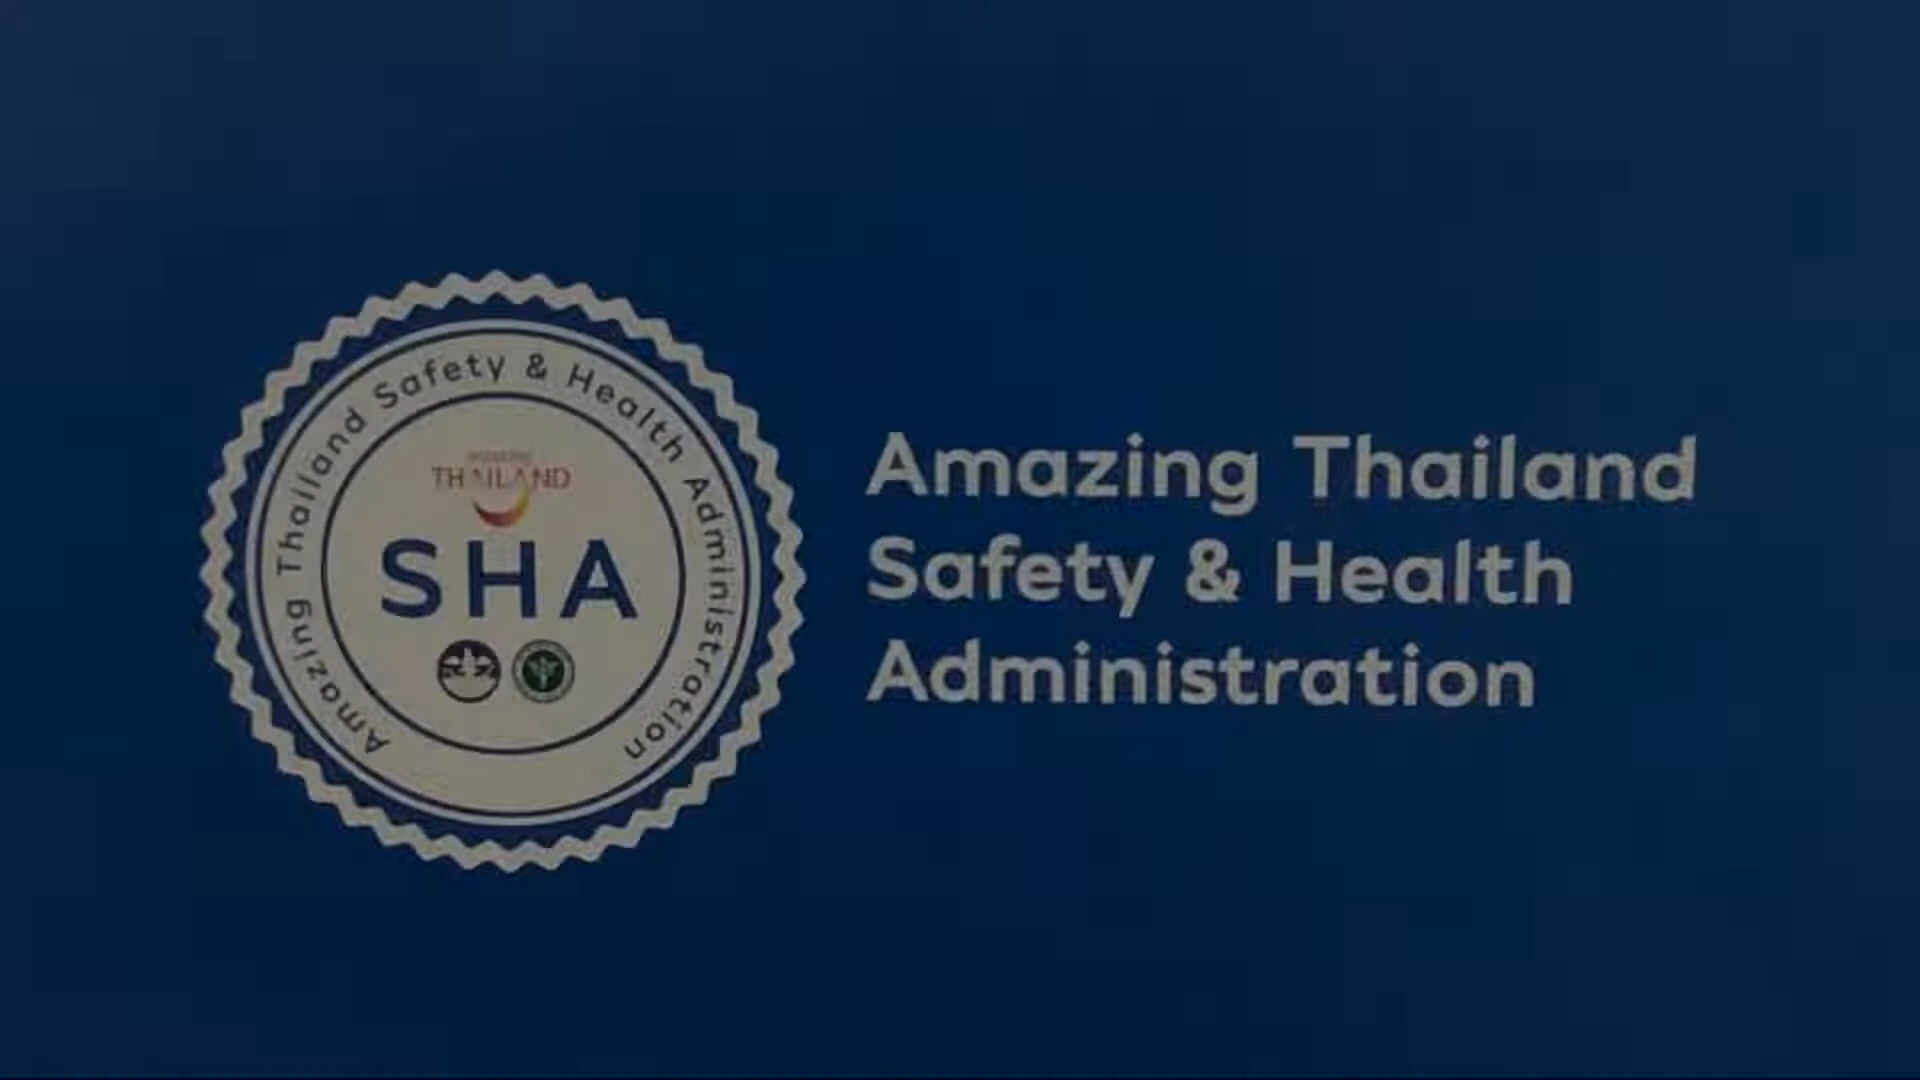 Amazing Thailand Safety & Health Administration
THAILAND
SHA
Amazing Thailand
Safety & Health
Administration